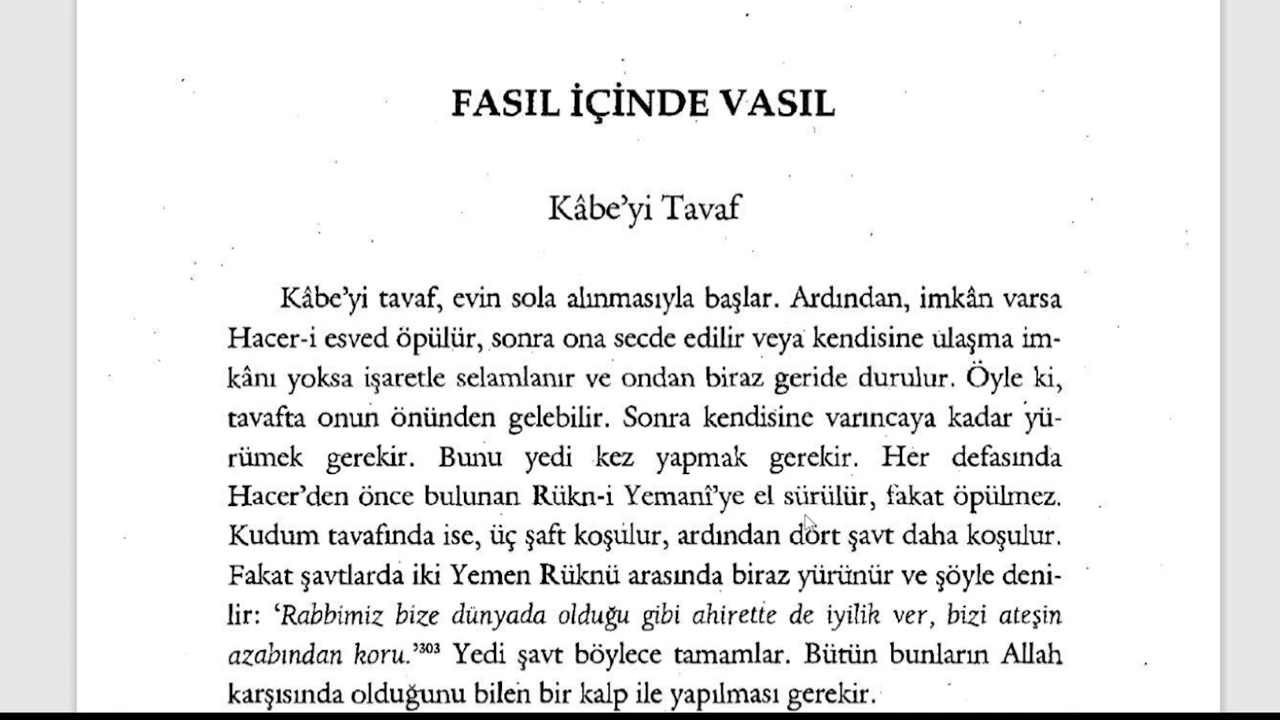 FASIL İÇİNDE VASIL
Kâbe'yi Tavaf
Kâbe'yi tavaf, evin sola alınmasıyla başlar. Ardından, imkân varsa
Hacer-i esved öpülür, sonra ona secde edilir veya kendisine ulaşma im-
kânı yoksa işaretle selamlanır ve ondan biraz geride durulur. Öyle ki,
tavafta onun önünden gelebilir. Sonra kendisine varıncaya kadar yü-
rümek gerekir. Bunu yedi kez yapmak gerekir. Her defasında
Hacer'den önce bulunan Rükn-i Yemanî'ye el sürülür, fakat öpülmez.
Kudum tavafında ise, üç şaft koşulur, ardından dört şavt daha koşulur.
Fakat şavtlarda iki Yemen Rüknü arasında biraz yürünür ve şöyle deni-
lir: 'Rabbimiz bize dünyada olduğu gibi ahirette de iyilik ver, bizi ateşin
azabından koru.'303 Yedi şavt böylece tamamlar. Bütün bunların Allah
karşısında olduğunu bilen bir kalp ile yapılması gerekir.